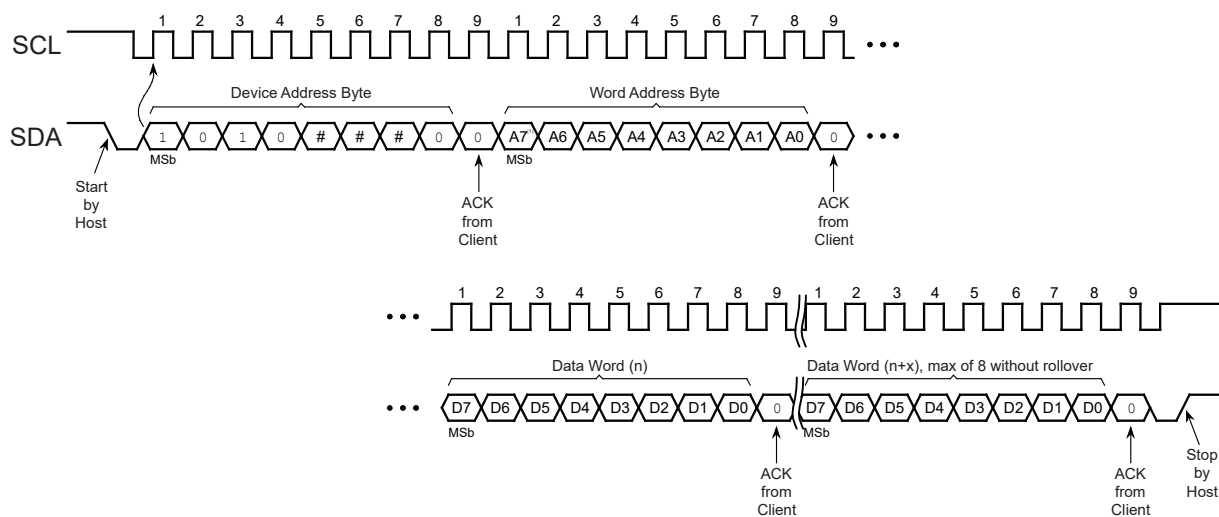 1 2 3 4 5 6 7 8 9 1 2 3 4 5 6 7 8 9
SCL
Device Address Byte Word Address Byte
SDA 1 0 1 0 # # # 0 0 A7 A6 A5 A4 A3 A2 A1 A0 0
MSb MSb
Start
by
Host
ACK
from
Client
ACK
from
Client
1 2 3 4 5 6 7 8 9 1 2 3 4 5 6 7 8 9
Data Word (n) Data Word (n+x), max of 8 without rollover
D7 D6 D5 D4 D3 D2 D1 D0 0 D7 D6 D5 D4 D3 D2 D1 D0 0
MSb MSb
ACK
from
Client
ACK
from
Client
Stop
by
Host